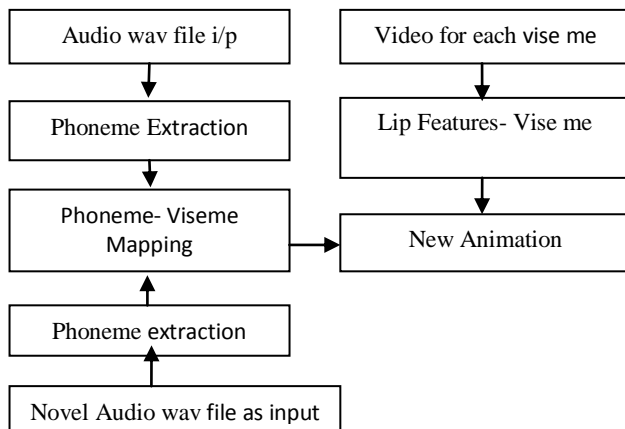 Audio wav file i/p
Phoneme Extraction
Phoneme- Viseme
Mapping
Phoneme extraction
Novel Audio wav file as input
Video for each vise me
Lip Features- Vise me
New Animation